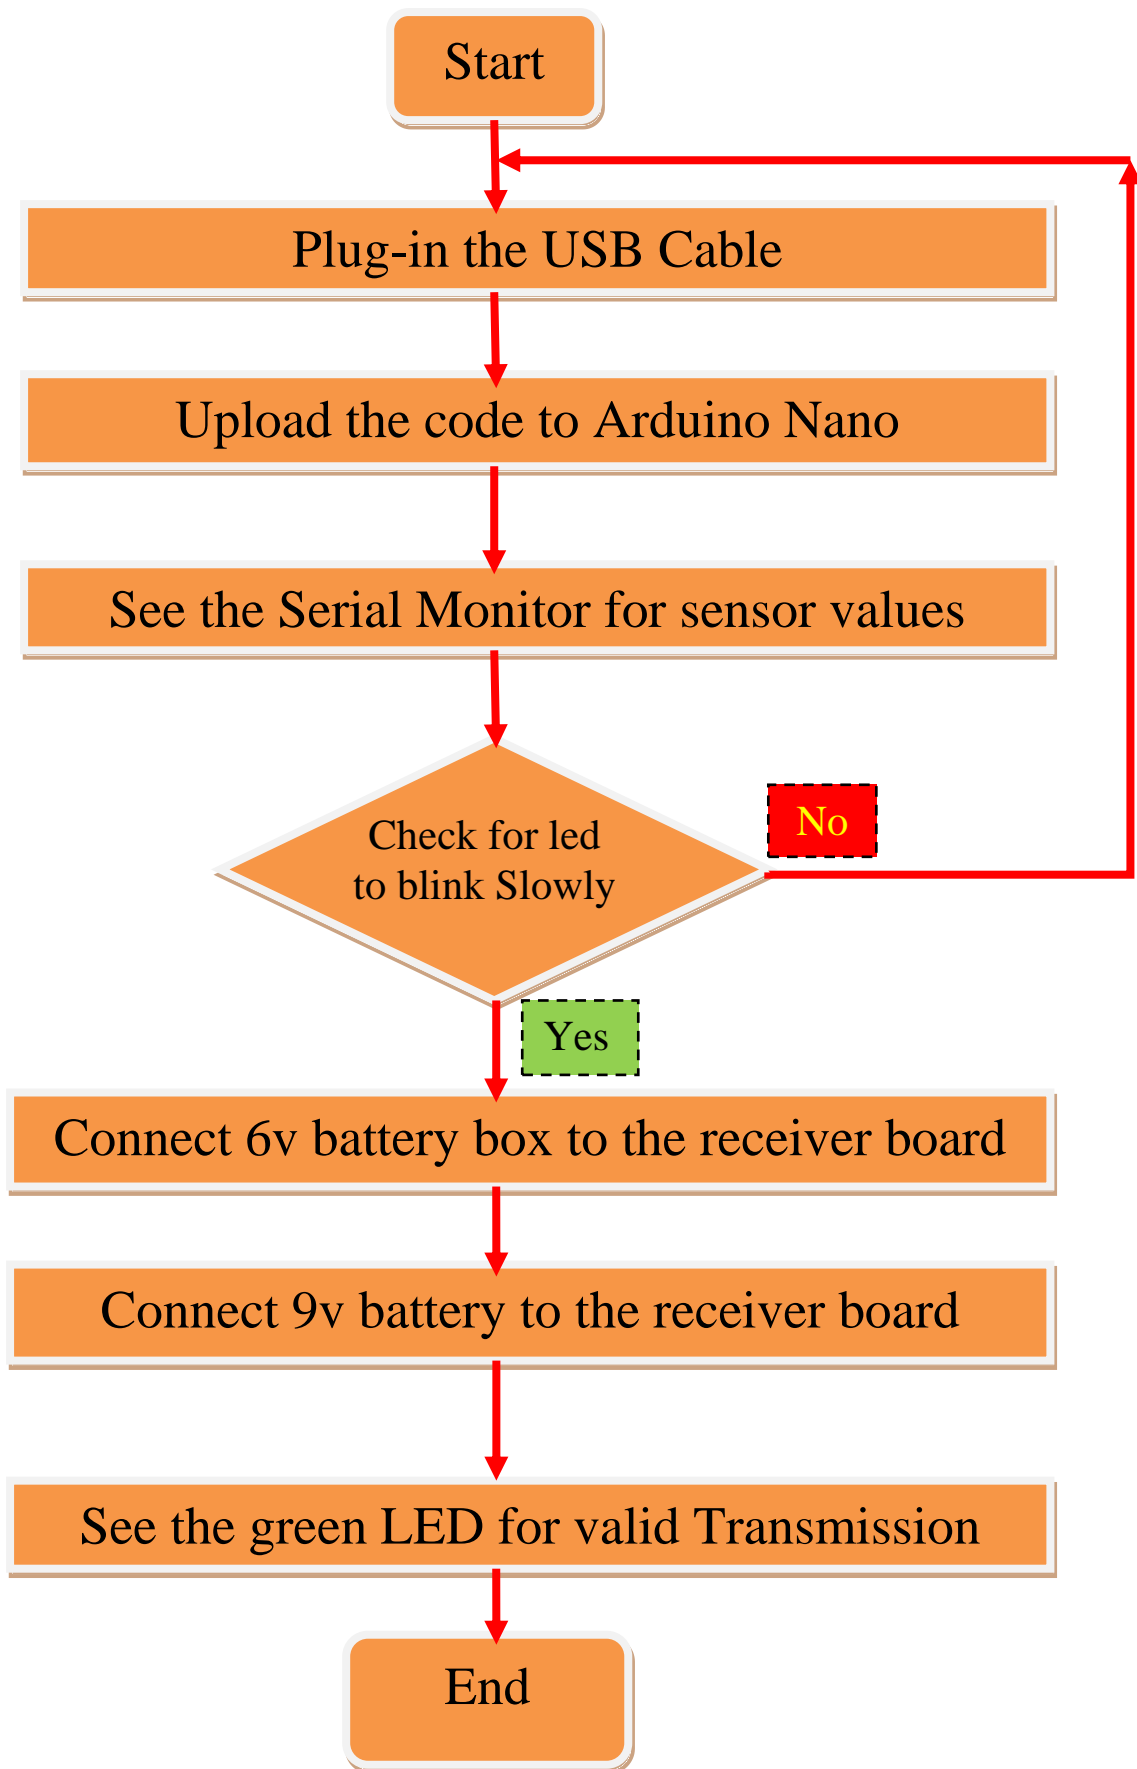 Start
Plug-in the USB Cable
Upload the code to Arduino Nano
See the Serial Monitor for sensor values
Check for led
to blink Slowly
No
Yes
Connect 6v battery box to the receiver board
Connect 9v battery to the receiver board
See the green LED for valid Transmission
End